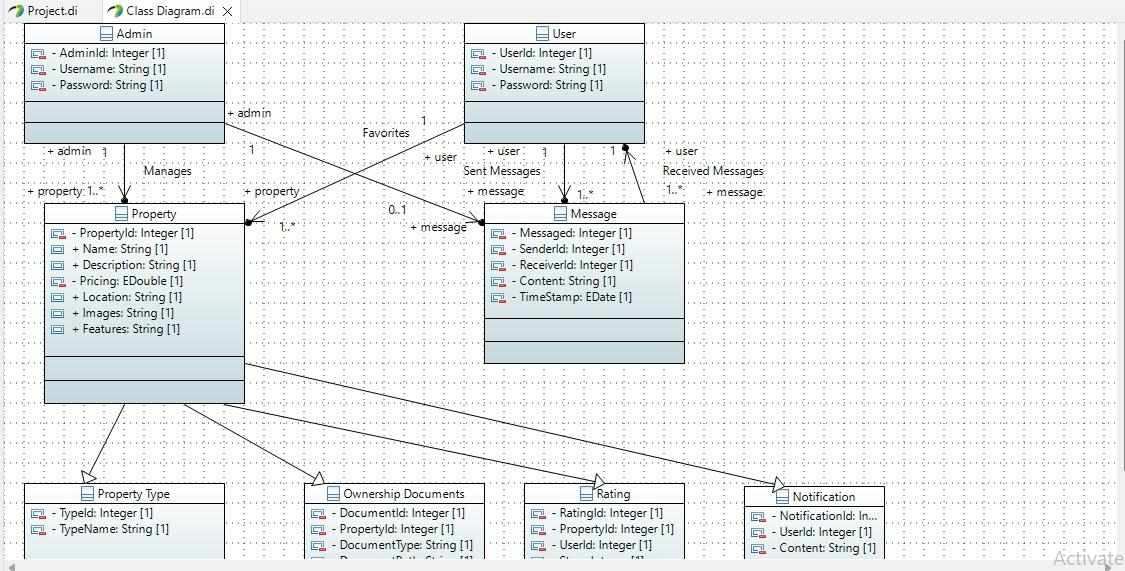 Project.di
Class Diagram.di
Admin
- AdminId: Integer [1]
- Username: String [1]
- Password: String [1]
User
- UserId: Integer [1]
- Username: String [1]
- Password: String [1]
+ admin
1
Favorites
1
+ admin 1
Manages
+ property 1..*
+ user
+ property
1..*
0..1
+ message
+ user 1
Sent Messages
+ message
1..*
1
+ user
Received Messages
1..*
+ message
Property
- PropertyId: Integer [1]
+ Name: String [1]
+ Description: String [1]
- Pricing: EDouble [1]
+ Location: String [1]
+ Images: String [1]
+ Features: String [1]
Message
- Messaged: Integer [1]
- SenderId: Integer [1]
- ReceiverId: Integer [1]
- Content: String [1]
- TimeStamp: EDate [1]
Property Type
- TypeId: Integer [1]
- TypeName: String [1]
Ownership Documents
- DocumentId: Integer [1]
- PropertyId: Integer [1]
- DocumentType: String [1]
Rating
- RatingId: Integer [1]
- PropertyId: Integer [1]
- UserId: Integer [1]
Notification
- NotificationId: In...
- UserId: Integer [1]
- Content: String [1]
Activate